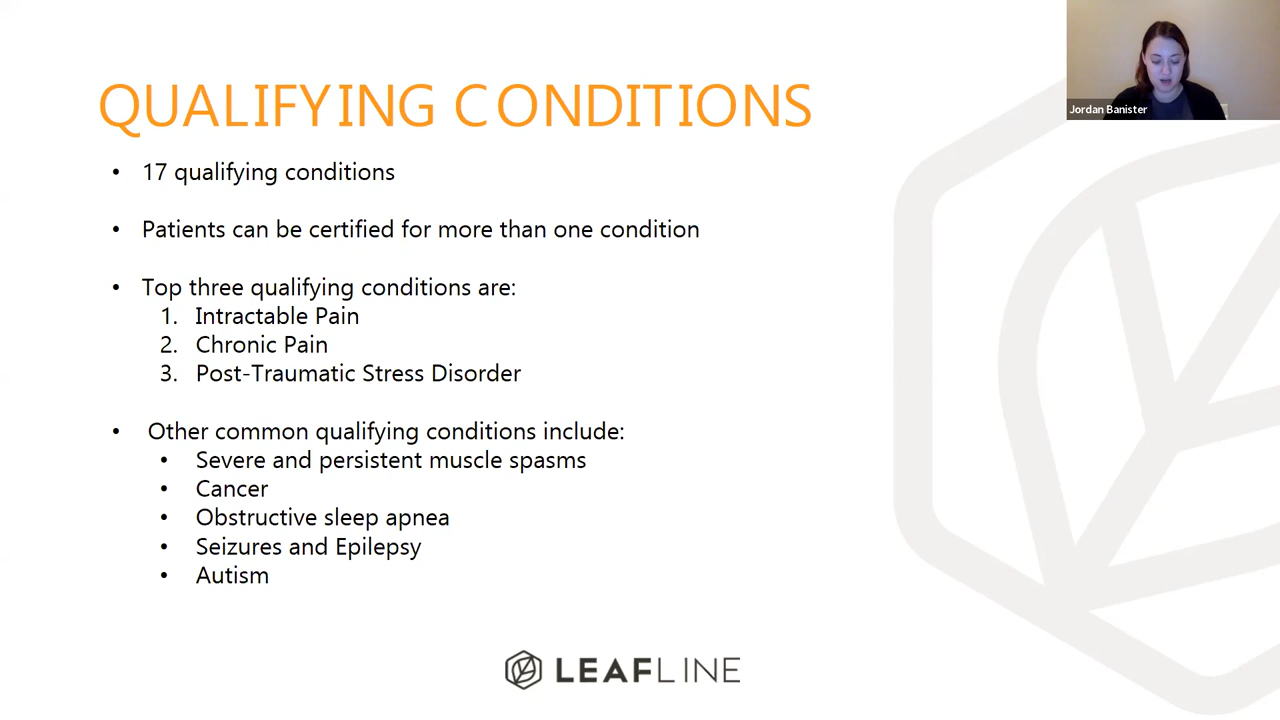 QUALIFYING CONDITIONS
Jordan Banister
• 17 qualifying conditions
• Patients can be certified for more than one condition
• Top three qualifying conditions are:
1. Intractable Pain
2. Chronic Pain
3. Post-Traumatic Stress Disorder
• Other common qualifying conditions include:
• Severe and persistent muscle spasms
• Cancer
• Obstructive sleep apnea
• Seizures and Epilepsy
• Autism
LEAFLINE